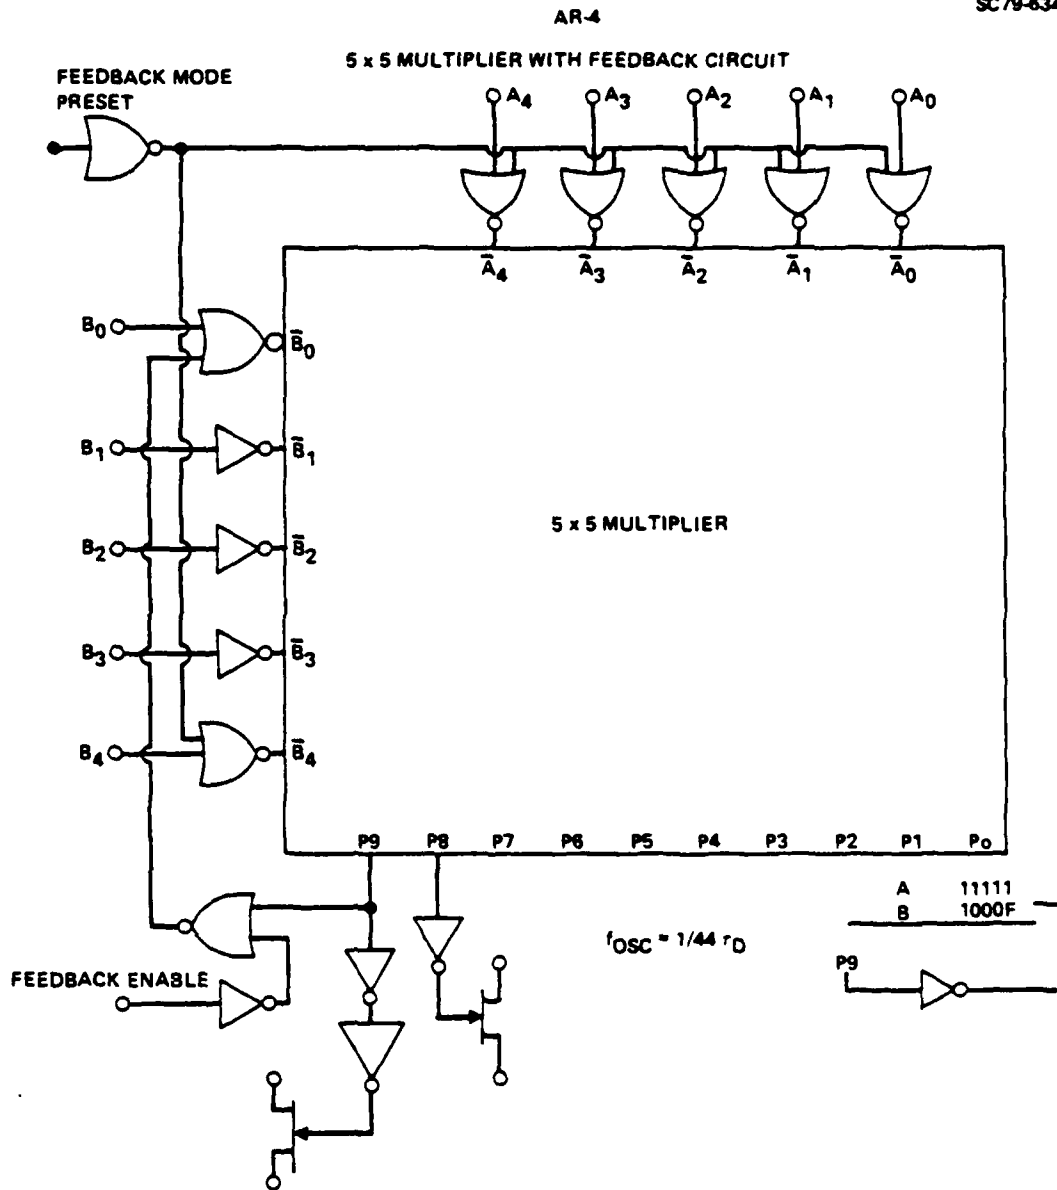 SC79-634
AR-4
5 x 5 MULTIPLIER WITH FEEDBACK CIRCUIT
FEEDBACK MODE
PRESET
A4 A3 A2 A1 A0
Ā4 Ā3 Ā2 Ā1 Ā0
B0 B̄0
B1 B̄1
B2 B̄2
5 x 5 MULTIPLIER
B3 B̄3
B4 B̄4
P9 P8 P7 P6 P5 P4 P3 P2 P1 Po
A 11111
B 1000F
fOSC = 1/44 τD
P9
FEEDBACK ENABLE